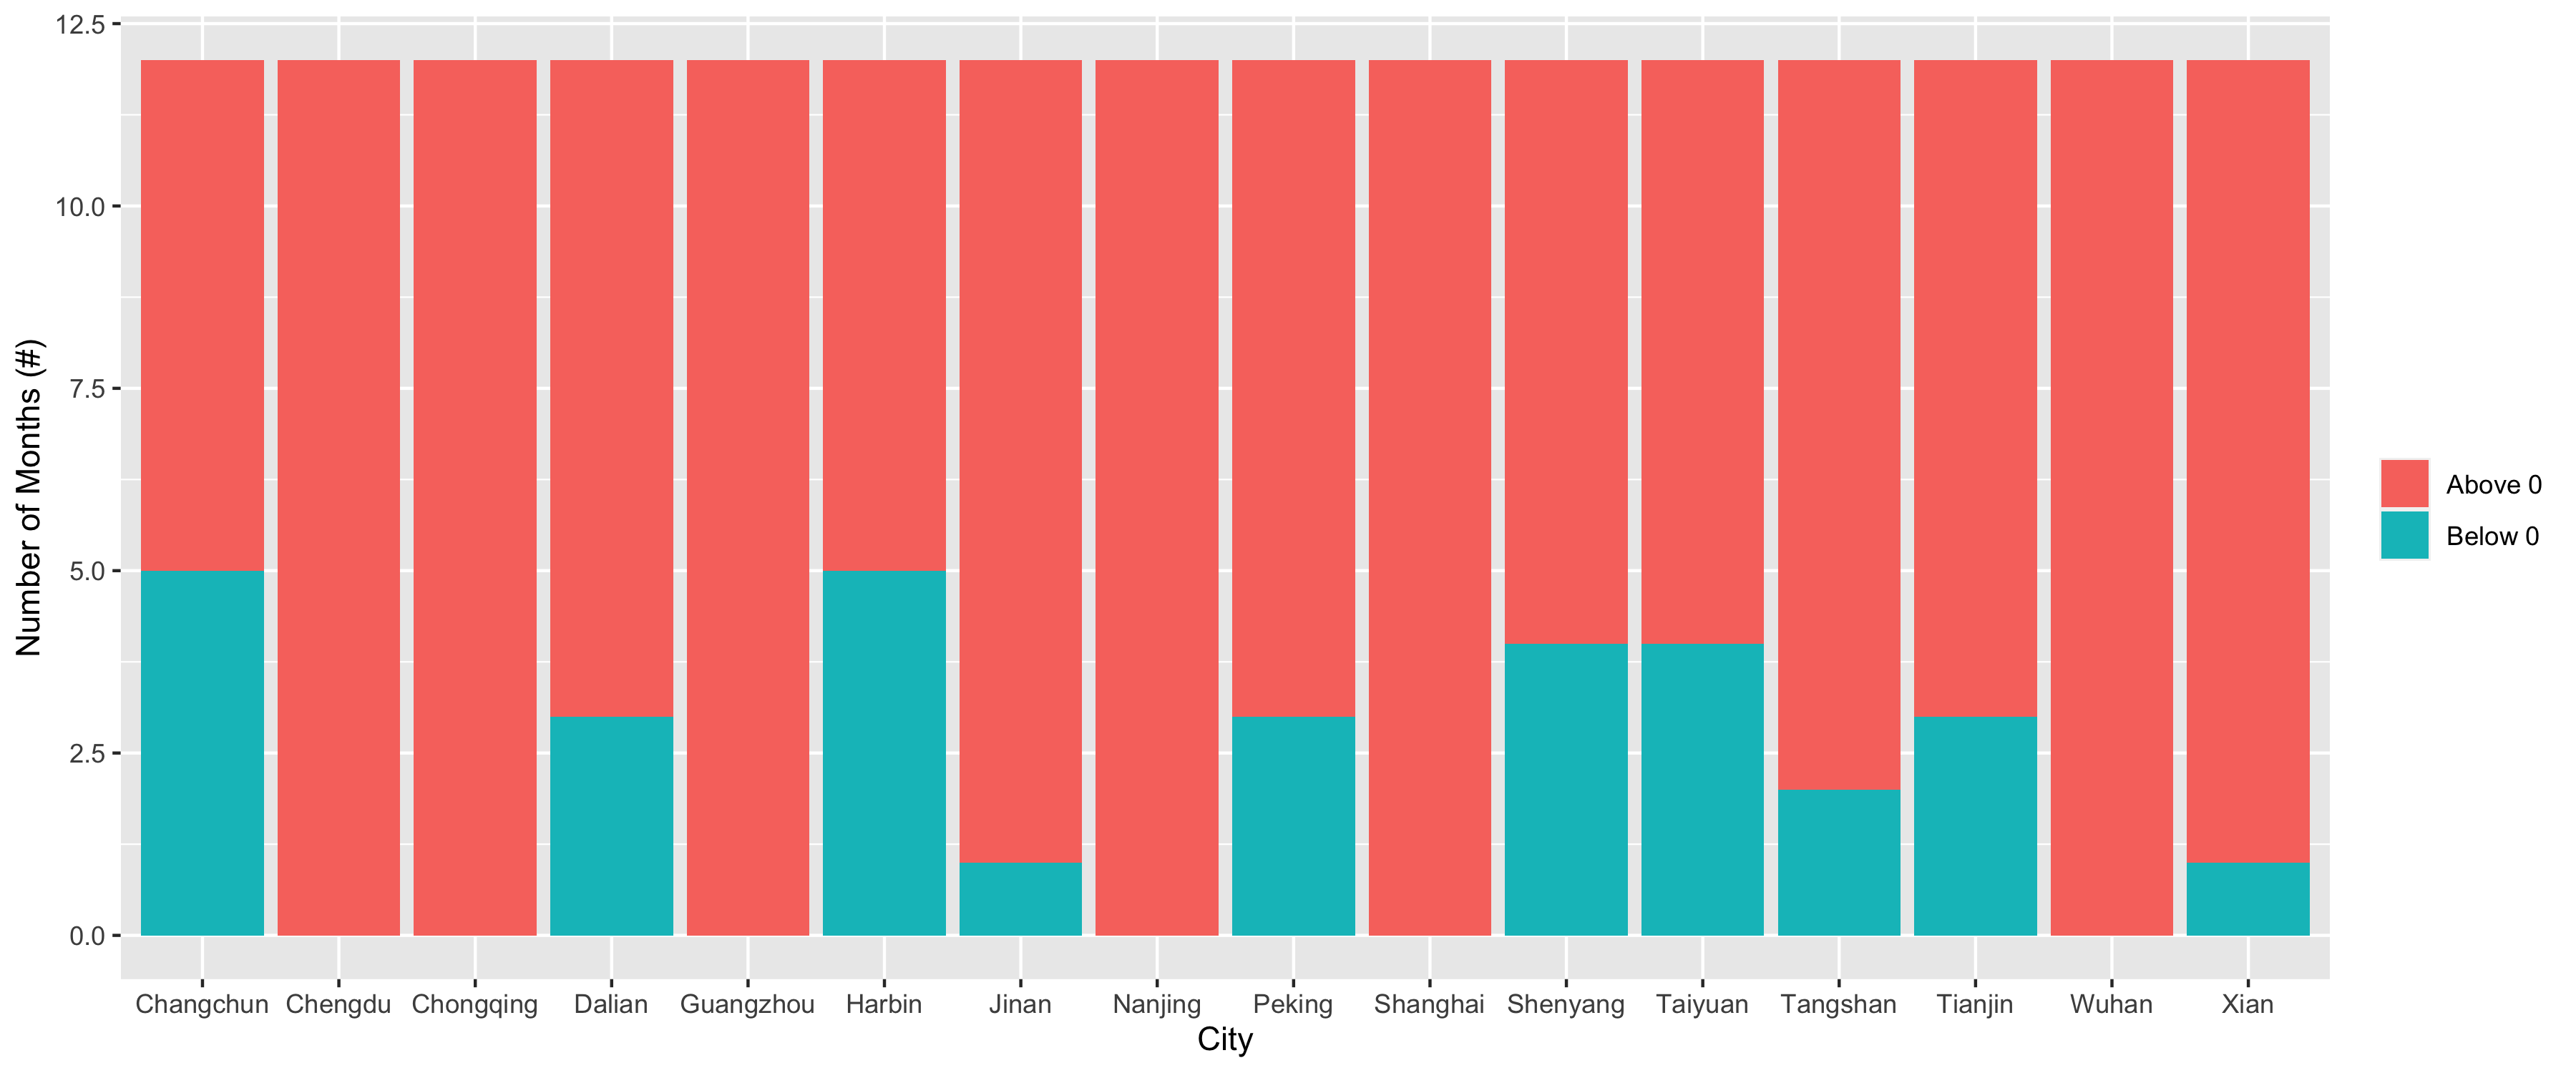 Number of Months (#)
12.5
10.0
7.5
5.0
2.5
0.0
Changchun Chengdu Chongqing Dalian Guangzhou Harbin Jinan Nanjing Peking Shanghai Shenyang Taiyuan Tangshan Tianjin Wuhan Xian
City
Above 0
Below 0